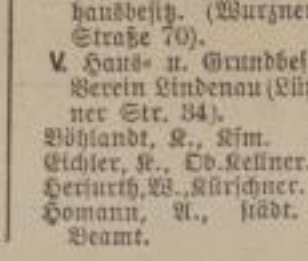 hausbesitz. (Wurzner
Straße 70).
V. Haus- u. Grundbes
Verein Lindenau (Lüt
ner Str. 34).
Böhlandt, K., Kfm.
Eichler, K., Ob.Kellner.
Herfurth, W., Kürschner.
Homann, A., städt.
Beamt.